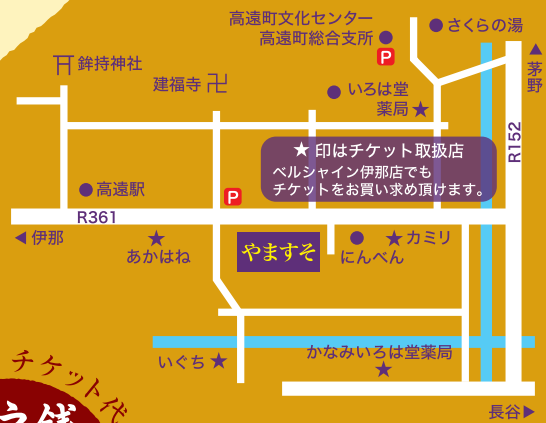 高遠町文化センター
高遠町総合支所
P
さくらの湯
茅野
鉾持神社
建福寺 卍
いろは堂
薬局★
R152
★印はチケット取扱店
ベルシャイン伊那店でも
チケットをお買い求め頂けます。
高遠駅
P
R361
◀伊那
★
あかはね
やますそ
にんべん
★カミリ
いぐち★
かなみいろは堂薬局
★
チケット代
長谷▶